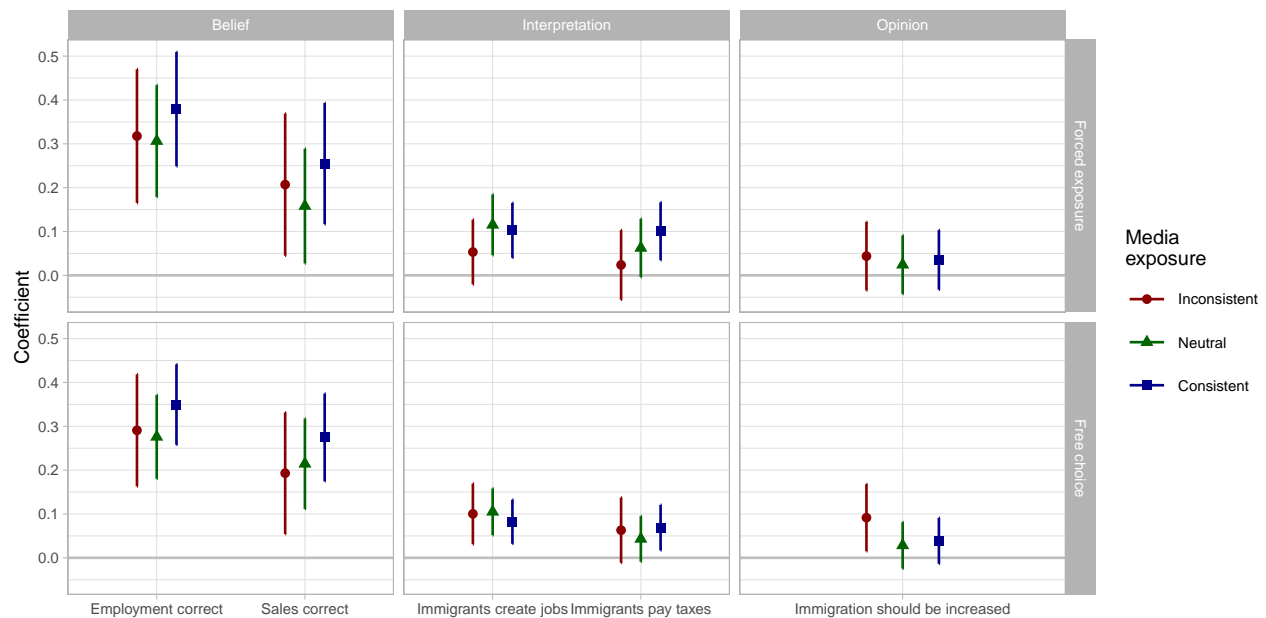 Belief
Interpretation
Opinion
Coefficient
0.5
0.4
0.3
0.2
0.1
0.0
Forced exposure
0.5
0.4
0.3
0.2
0.1
0.0
Free choice
Employment correct
Sales correct
Immigrants create jobs
Immigrants pay taxes
Immigration should be increased
Media
exposure
Inconsistent
Neutral
Consistent